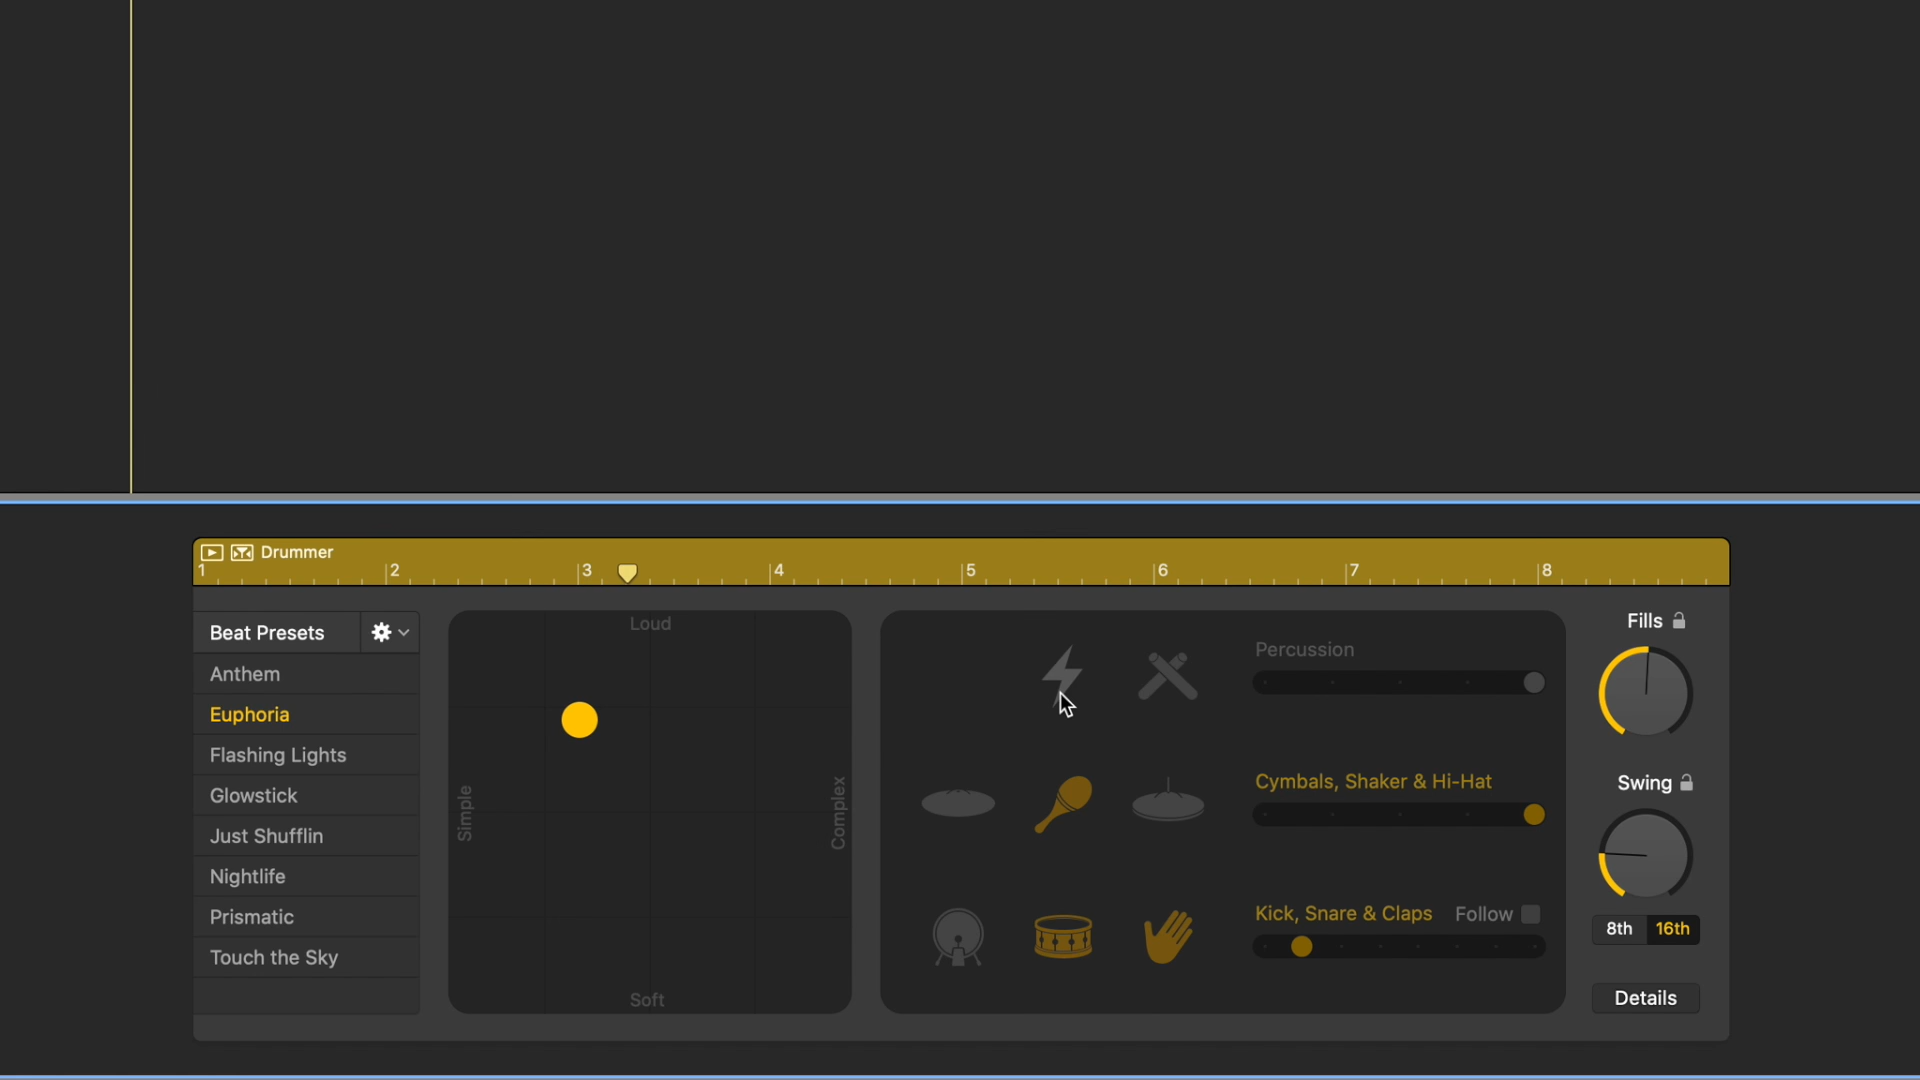 Drummer
1 2 3 4 5 6 7 8
Beat Presets
Anthem
Euphoria
Flashing Lights
Glowstick
Just Shufflin
Nightlife
Prismatic
Touch the Sky
Loud
Simple
Complex
Soft
Percussion
Cymbals, Shaker & Hi-Hat
Kick, Snare & Claps Follow
Fills
Swing
8th 16th
Details